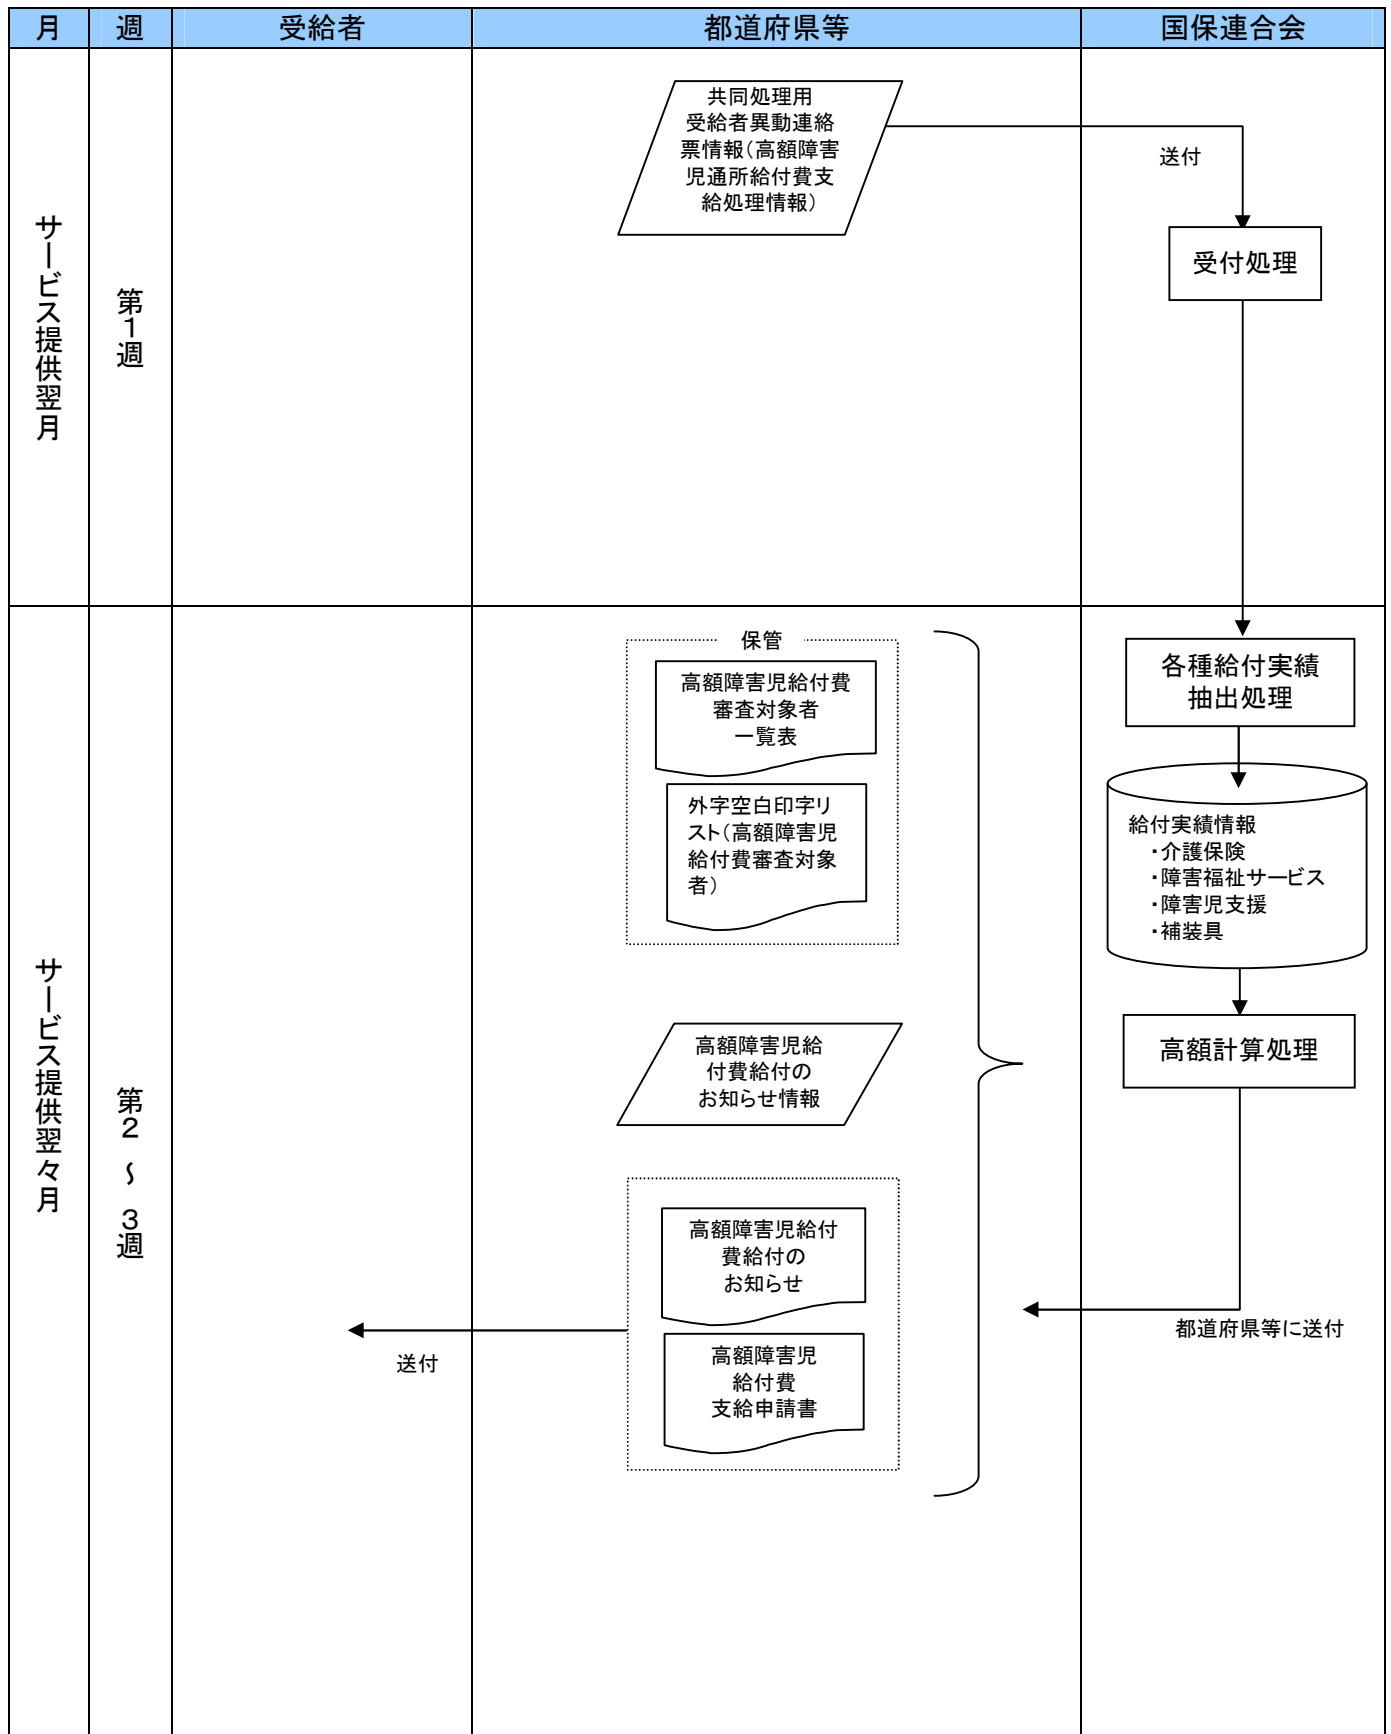 月 週 受給者 都道府県等 国保連合会
サービス提供翌月
第1週
共同処理用
受給者異動連絡
票情報（高額障害
児通所給付費支
給処理情報）
送付
受付処理
サービス提供翌々月
第2～3週
保管
高額障害児給付費
審査対象者
一覧表
外字空白印字リ
スト（高額障害児
給付費審査対象
者）
各種給付実績
抽出処理
給付実績情報
・介護保険
・障害福祉サービス
・障害児支援
・補装具
高額障害児給
付費給付の
お知らせ情報
高額計算処理
高額障害児給付
費給付の
お知らせ
都道府県等に送付
送付
高額障害児
給付費
支給申請書